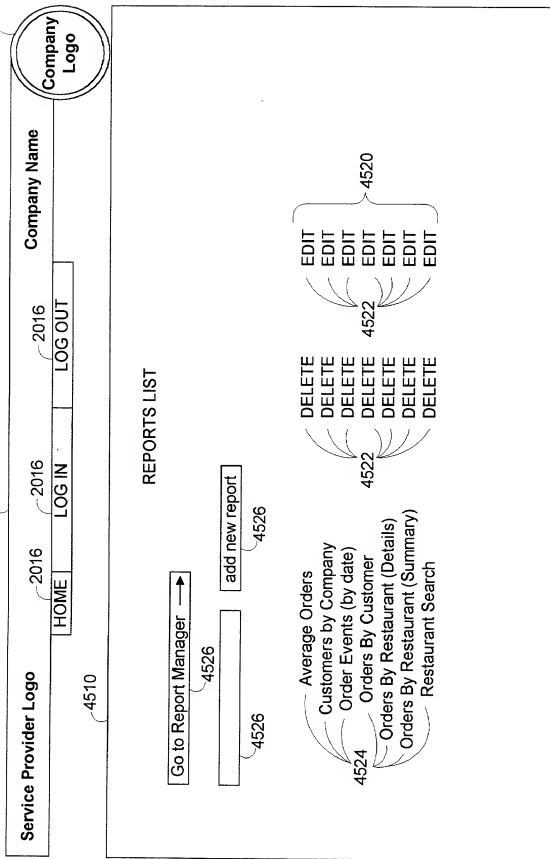 Service Provider Logo
Company Name
Company
Logo
2016
2016
2016
HOME
LOG IN
LOG OUT
4510
REPORTS LIST
Go to Report Manager
4526
add new report
4526
4526
Average Orders DELETE EDIT
Customers by Company DELETE EDIT
Order Events (by date) DELETE EDIT
Orders By Customer DELETE EDIT
Orders By Restaurant (Details) DELETE EDIT
Orders By Restaurant (Summary) DELETE EDIT
Restaurant Search DELETE EDIT
4524
4522
4522
4520